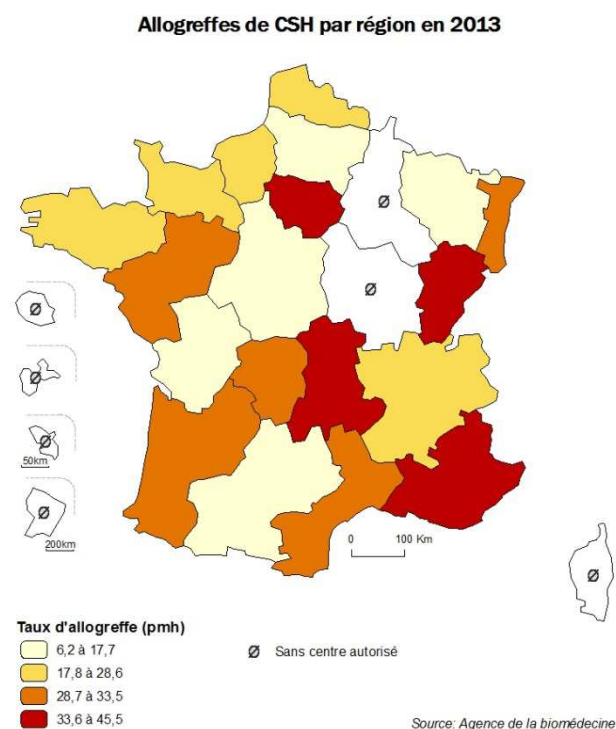 Allogreffes de CSH par région en 2013
Ø
Ø
Ø
Ø
Ø
50km
Ø
200km
0 100 Km
Ø
Taux d'allogreffe (pmh)
6,2 à 17,7
17,8 à 28,6
28,7 à 33,5
33,6 à 45,5
Ø Sans centre autorisé
Source: Agence de la biomédecine